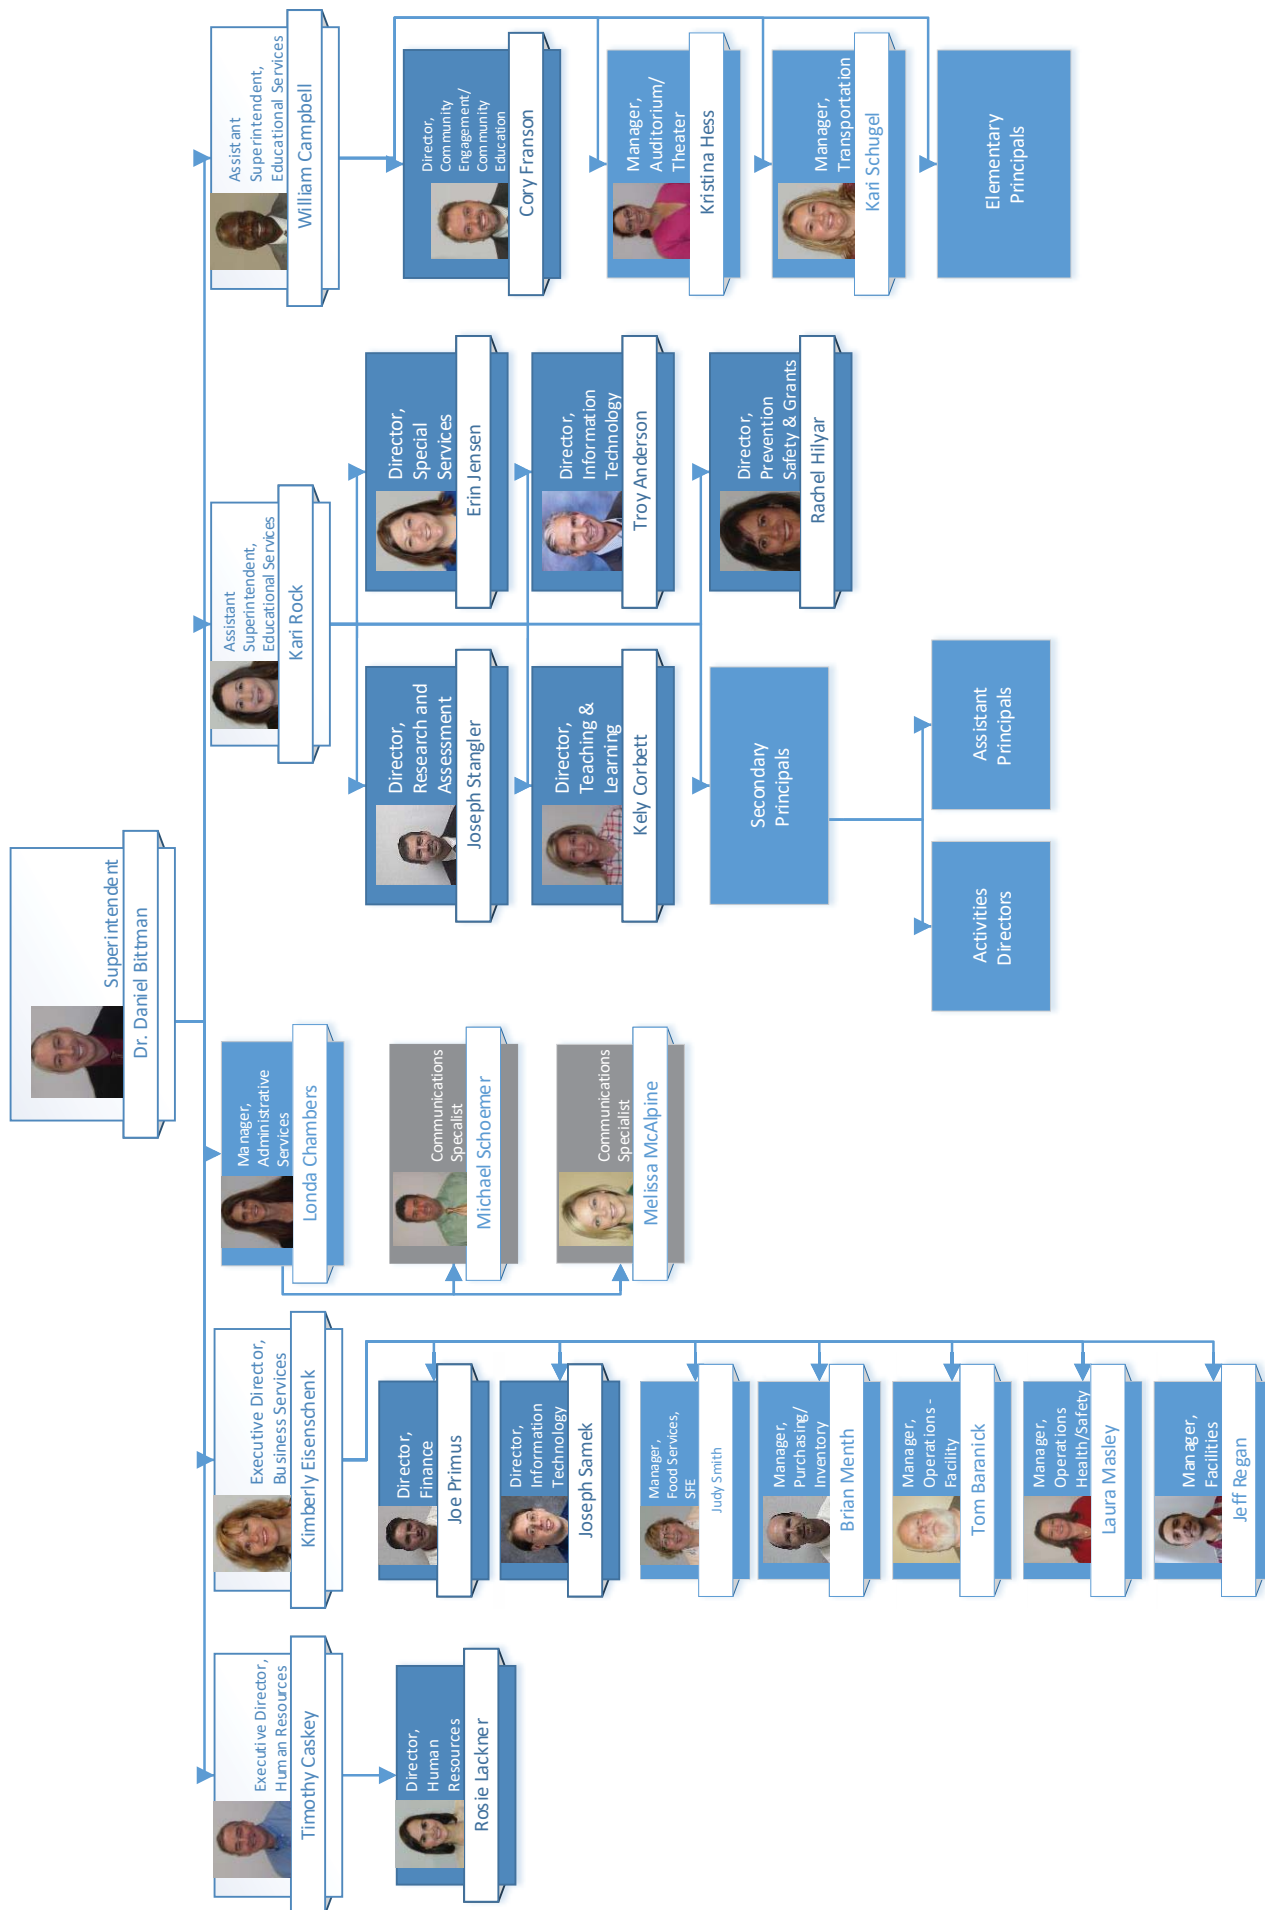 Superintendent
Dr. Daniel Bittman
Executive Director,
Human Resources
Timothy Caskey
Director,
Human
Resources
Rosie Lackner
Executive Director,
Business Services
Kimberly Eisenschenk
Director,
Finance
Joe Primus
Director,
Information
Technology
Joseph Samek
Manager,
Food Services,
SFE
Judy Smith
Manager,
Purchasing/
Inventory
Brian Menth
Manager,
Operations -
Facility
Tom Baranick
Manager,
Operations
Health/Safety
Laura Masley
Manager,
Facilities
Jeff Regan
Manager,
Administrative
Services
Londa Chambers
Communications
Specalist
Michael Schoemer
Communications
Specialist
Melissa McAlpine
Assistant
Superintendent,
Educational Services
Kari Rock
Director,
Research and
Assessment
Joseph Stangler
Director,
Special
Services
Erin Jensen
Director,
Teaching &
Learning
Kely Corbett
Director,
Information
Technology
Troy Anderson
Secondary
Principals
Director,
Prevention
Safety & Grants
Rachel Hilyar
Activities
Directors
Assistant
Principals
Assistant
Superintendent,
Educational Services
William Campbell
Director,
Community
Engagement/
Community
Education
Cory Franson
Manager,
Auditorium/
Theater
Kristina Hess
Manager,
Transportation
Kari Schugel
Elementary
Principals